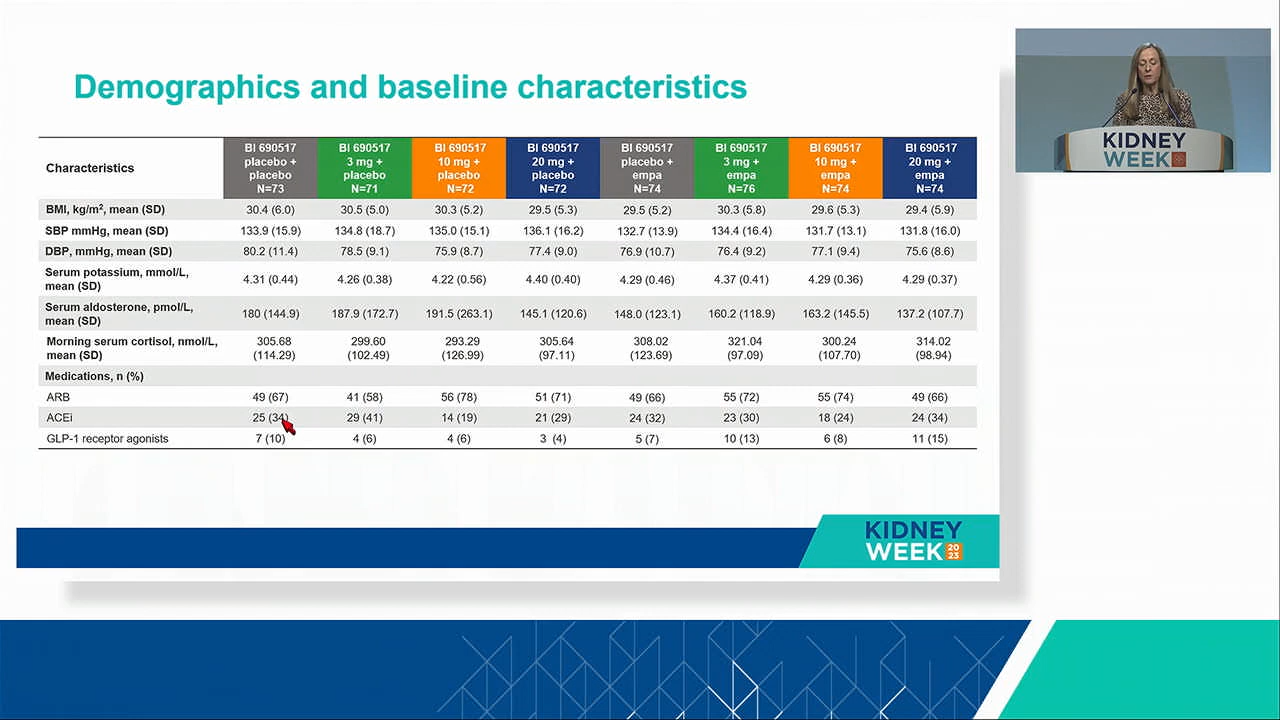 Demographics and baseline characteristics
Characteristics
BI 690517 placebo + placebo N=73
BI 690517 3 mg + placebo N=71
BI 690517 10 mg + placebo N=72
BI 690517 20 mg + placebo N=72
BI 690517 placebo + empa N=74
BI 690517 3 mg + empa N=76
BI 690517 10 mg + empa N=74
BI 690517 20 mg + empa N=74
BMI, kg/m², mean (SD) 30.4 (6.0) 30.5 (5.0) 30.3 (5.2) 29.5 (5.3) 29.5 (5.2) 30.3 (5.8) 29.6 (5.3) 29.4 (5.9)
SBP mmHg, mean (SD) 133.9 (15.9) 134.8 (18.7) 135.0 (15.1) 136.1 (16.2) 132.7 (13.9) 134.4 (16.4) 131.7 (13.1) 131.8 (16.0)
DBP, mmHg, mean (SD) 80.2 (11.4) 78.5 (9.1) 75.9 (8.7) 77.4 (9.0) 76.9 (10.7) 76.4 (9.2) 77.1 (9.4) 75.6 (8.6)
Serum potassium, mmol/L, mean (SD) 4.31 (0.44) 4.26 (0.38) 4.22 (0.56) 4.40 (0.40) 4.29 (0.46) 4.37 (0.41) 4.29 (0.36) 4.29 (0.37)
Serum aldosterone, pmol/L, mean (SD) 180 (144.9) 187.9 (172.7) 191.5 (263.1) 145.1 (120.6) 148.0 (123.1) 160.2 (118.9) 163.2 (145.5) 137.2 (107.7)
Morning serum cortisol, nmol/L, mean (SD) 305.68 (114.29) 299.60 (102.49) 293.29 (126.99) 305.64 (97.11) 308.02 (123.69) 321.04 (97.09) 300.24 (107.70) 314.02 (98.94)
Medications, n (%)
ARB 49 (67) 41 (58) 56 (78) 51 (71) 49 (66) 55 (72) 55 (74) 49 (66)
ACEi 25 (34) 29 (41) 14 (19) 21 (29) 24 (32) 23 (30) 18 (24) 24 (34)
GLP-1 receptor agonists 7 (10) 4 (6) 4 (6) 3 (4) 5 (7) 10 (13) 6 (8) 11 (15)
KIDNEY
WEEK 20 23
KIDNEY
WEEK